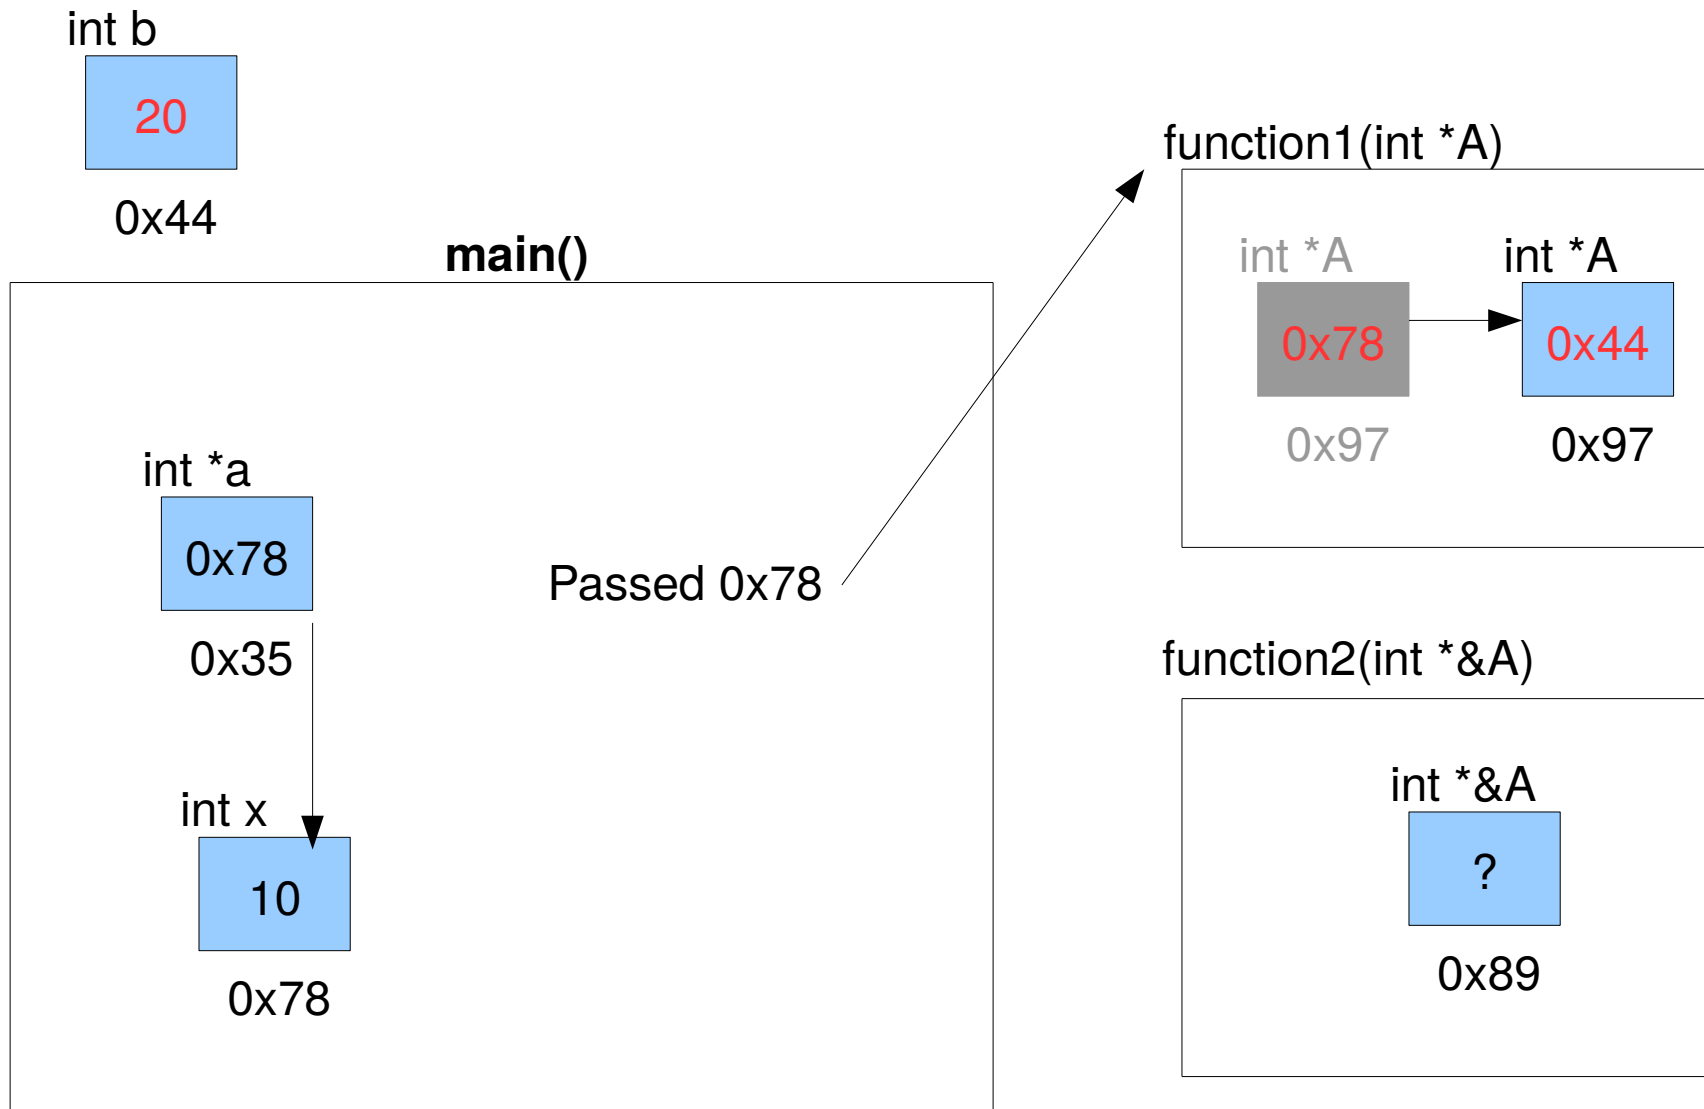 int b
20
0x44
main()
int *a
0x78
0x35
int x
10
0x78
Passed 0x78
function1(int *A)
int *A
0x78
0x97
int *A
0x44
0x97
function2(int *&A)
int *&A
?
0x89